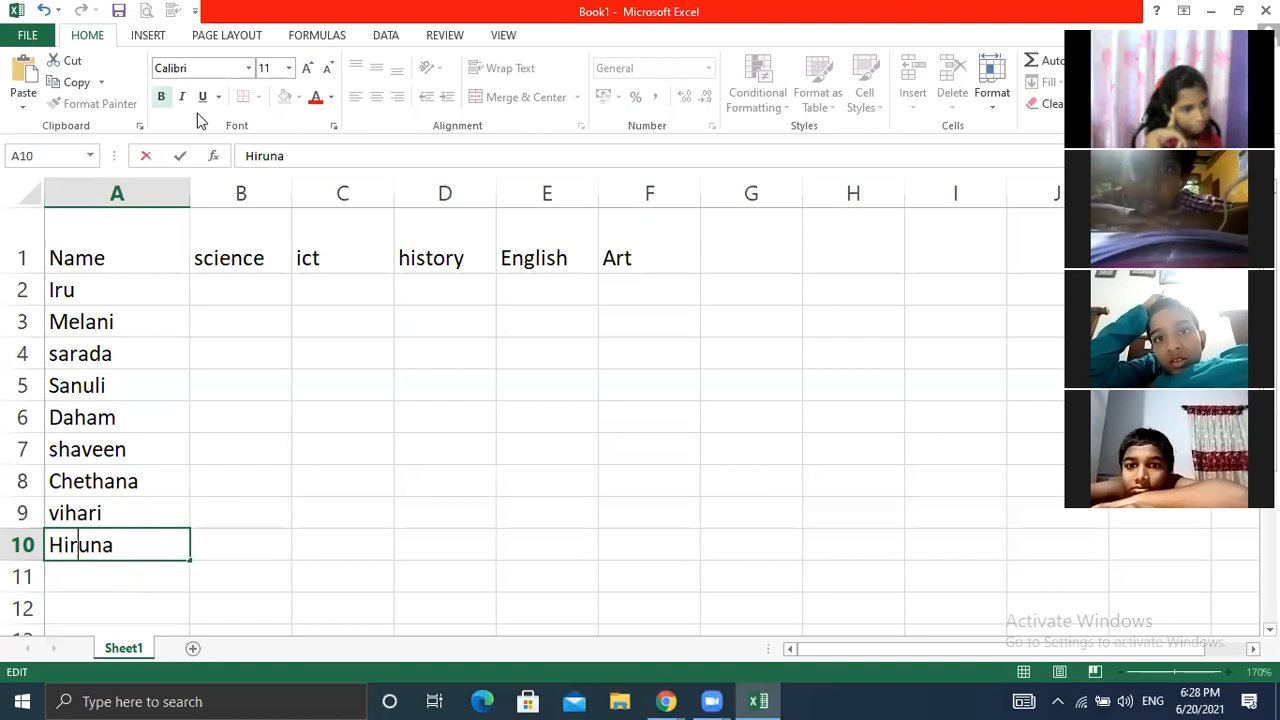 Book1 - Microsoft Excel
FILE HOME INSERT PAGE LAYOUT FORMULAS DATA REVIEW VIEW
Paste
Cut
Copy
Format Painter
Clipboard
Calibri 11
B I U
Font
Wrap Text
Merge & Center
Alignment
General
%
Number
Conditional Formatting
Format as Table
Cell Styles
Styles
Insert
Delete
Format
Cells
Σ Auto
Fill
Clea
A10 fx Hiruna
A B C D E F G H I J
1 Name science ict history English Art
2 Iru
3 Melani
4 sarada
5 Sanuli
6 Daham
7 shaveen
8 Chethana
9 vihari
10 Hiruna
11
12
Activate Windows
Go to Settings to activate Windows.
Sheet1
EDIT
170%
Type here to search
ENG
6:28 PM
6/20/2021